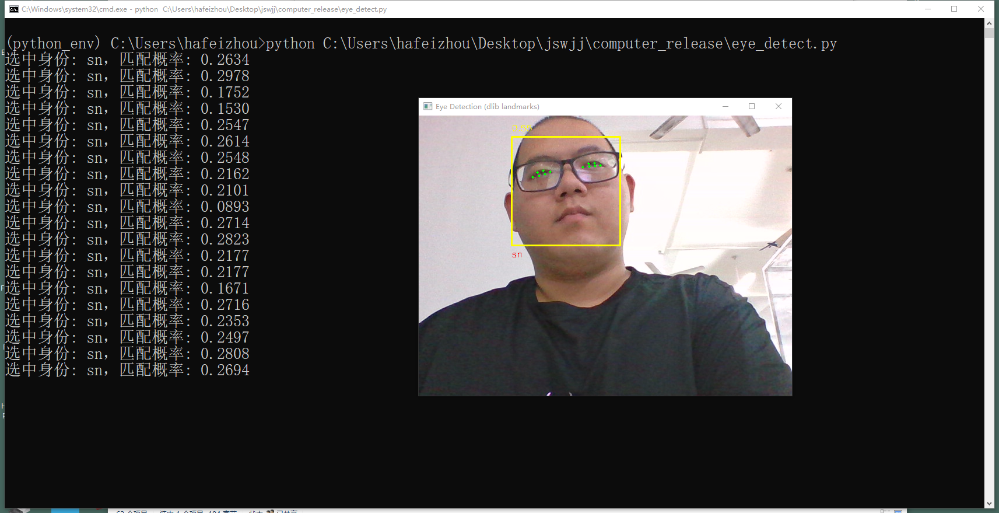 C:\Windows\system32\cmd.exe - python  C:\Users\hafeizhou\Desktop\jswjj\computer_release\eye_detect.py
(python_env) C:\Users\hafeizhou>python C:\Users\hafeizhou\Desktop\jswjj\computer_release\eye_detect.py
选中身份: sn，匹配概率: 0.2634
选中身份: sn，匹配概率: 0.2978
选中身份: sn，匹配概率: 0.1752
选中身份: sn，匹配概率: 0.1530
选中身份: sn，匹配概率: 0.2547
选中身份: sn，匹配概率: 0.2614
选中身份: sn，匹配概率: 0.2548
选中身份: sn，匹配概率: 0.2162
选中身份: sn，匹配概率: 0.2101
选中身份: sn，匹配概率: 0.0893
选中身份: sn，匹配概率: 0.2714
选中身份: sn，匹配概率: 0.2823
选中身份: sn，匹配概率: 0.2177
选中身份: sn，匹配概率: 0.2177
选中身份: sn，匹配概率: 0.1671
选中身份: sn，匹配概率: 0.2716
选中身份: sn，匹配概率: 0.2353
选中身份: sn，匹配概率: 0.2497
选中身份: sn，匹配概率: 0.2808
选中身份: sn，匹配概率: 0.2694
Eye Detection (dlib landmarks)
sn